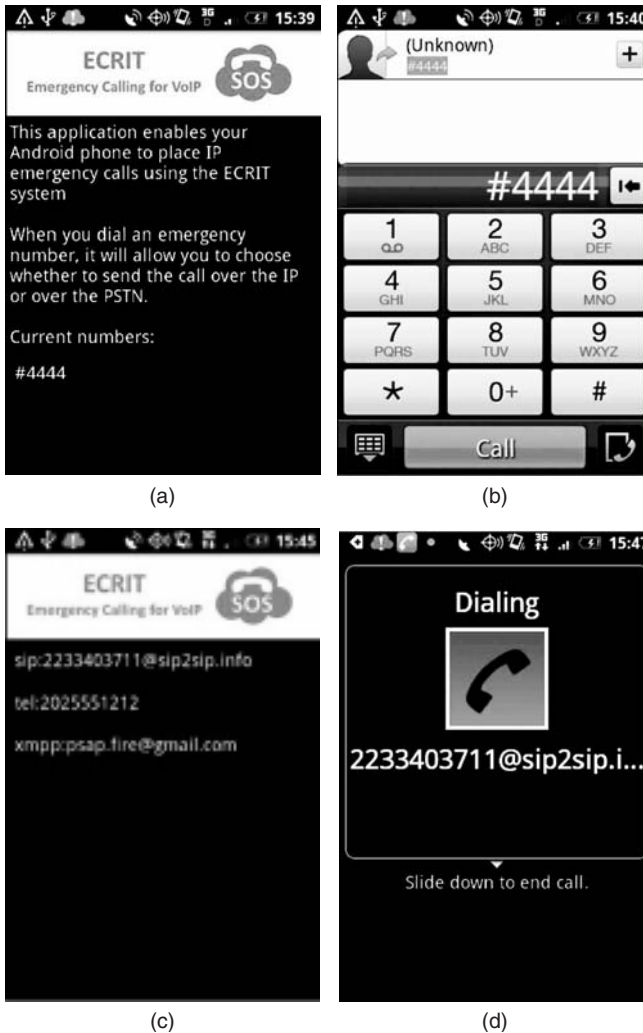 15:39
ECRIT
Emergency Calling for VoIP
SOS
This application enables your
Android phone to place IP
emergency calls using the ECRIT
system
When you dial an emergency
number, it will allow you to choose
whether to send the call over the IP
or over the PSTN.
Current numbers:
#4444
(a)
3G
15:40
(Unknown)
#4444
+
#4444
1
2
ABC
3
DEF
4
GHI
5
JKL
6
MNO
7
PQRS
8
TUV
9
WXYZ
*
0+
#
Call
(b)
15:45
ECRIT
Emergency Calling for VoIP
SOS
sip:2233403711@sip2sip.info
tel:2025551212
xmpp:psap.fire@gmail.com
(c)
3G
15:47
Dialing
2233403711@sip2sip.i...
Slide down to end call.
(d)